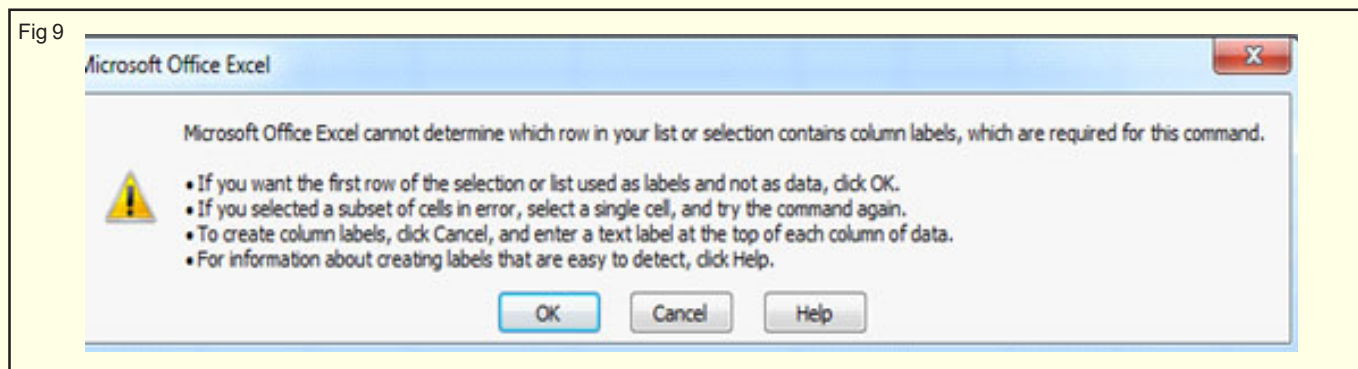 Fig 9
Microsoft Office Excel
Microsoft Office Excel cannot determine which row in your list or selection contains column labels, which are required for this command.
• If you want the first row of the selection or list used as labels and not as data, click OK.
• If you selected a subset of cells in error, select a single cell, and try the command again.
• To create column labels, click Cancel, and enter a text label at the top of each column of data.
• For information about creating labels that are easy to detect, click Help.
OK Cancel Help